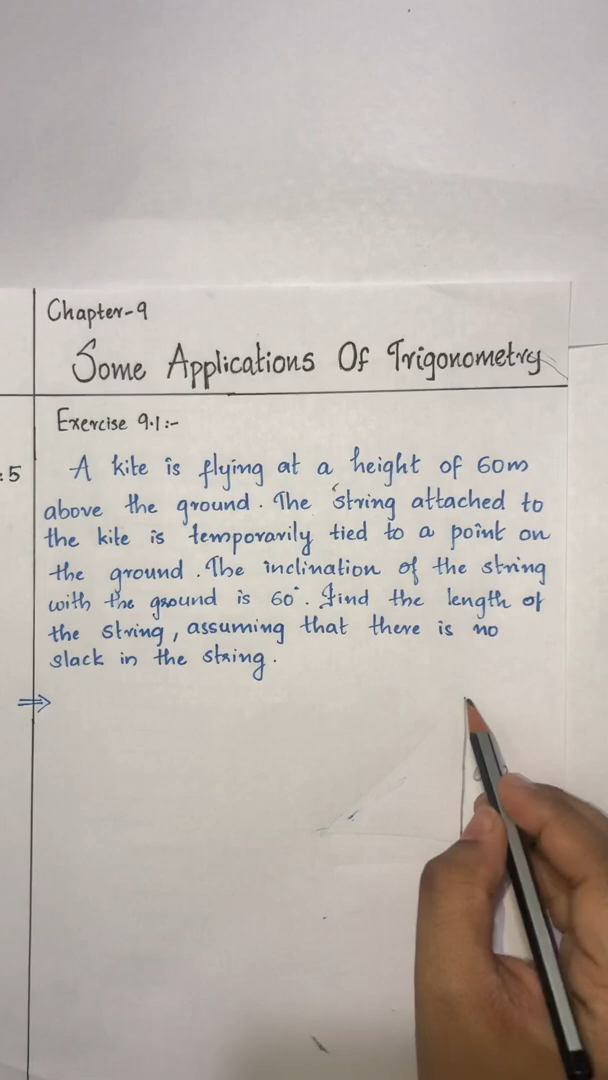 Chapter-9
Some Applications Of Trigonometry
Exercise 9.1:-
:5
A kite is flying at a height of 60m
above the ground. The string attached to
the kite is temporarily tied to a point on
the ground. The inclination of the string
with the ground is 60°. Find the length of
the string, assuming that there is no
slack in the string.
⇒